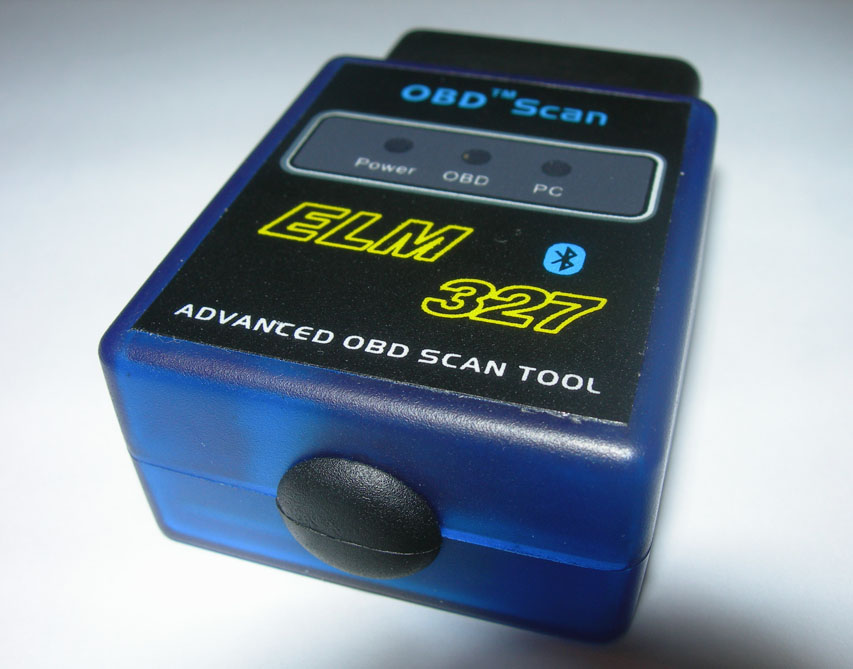 OBD™Scan
Power OBD PC
ELM
327
ADVANCED OBD SCAN TOOL